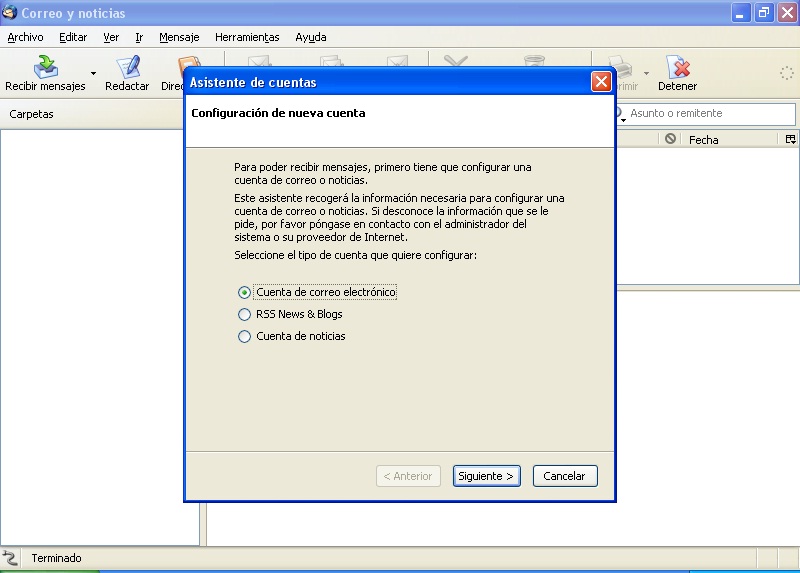 Correo y noticias
Archivo Editar Ver Ir Mensaje Herramientas Ayuda
Recibir mensajes Redactar Detener
Carpetas
Asunto o remitente
Fecha
Asistente de cuentas
Configuración de nueva cuenta
Para poder recibir mensajes, primero tiene que configurar una
cuenta de correo o noticias.
Este asistente recogerá la información necesaria para configurar una
cuenta de correo o noticias. Si desconoce la información que se le
pide, por favor póngase en contacto con el administrador del
sistema o su proveedor de Internet.
Seleccione el tipo de cuenta que quiere configurar:
Cuenta de correo electrónico
RSS News & Blogs
Cuenta de noticias
< Anterior Siguiente > Cancelar
Terminado